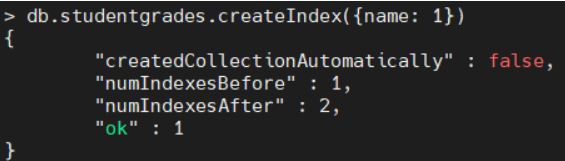 > db.studentgrades.createIndex({name: 1})
{
        "createdCollectionAutomatically" : false,
        "numIndexesBefore" : 1,
        "numIndexesAfter" : 2,
        "ok" : 1
}